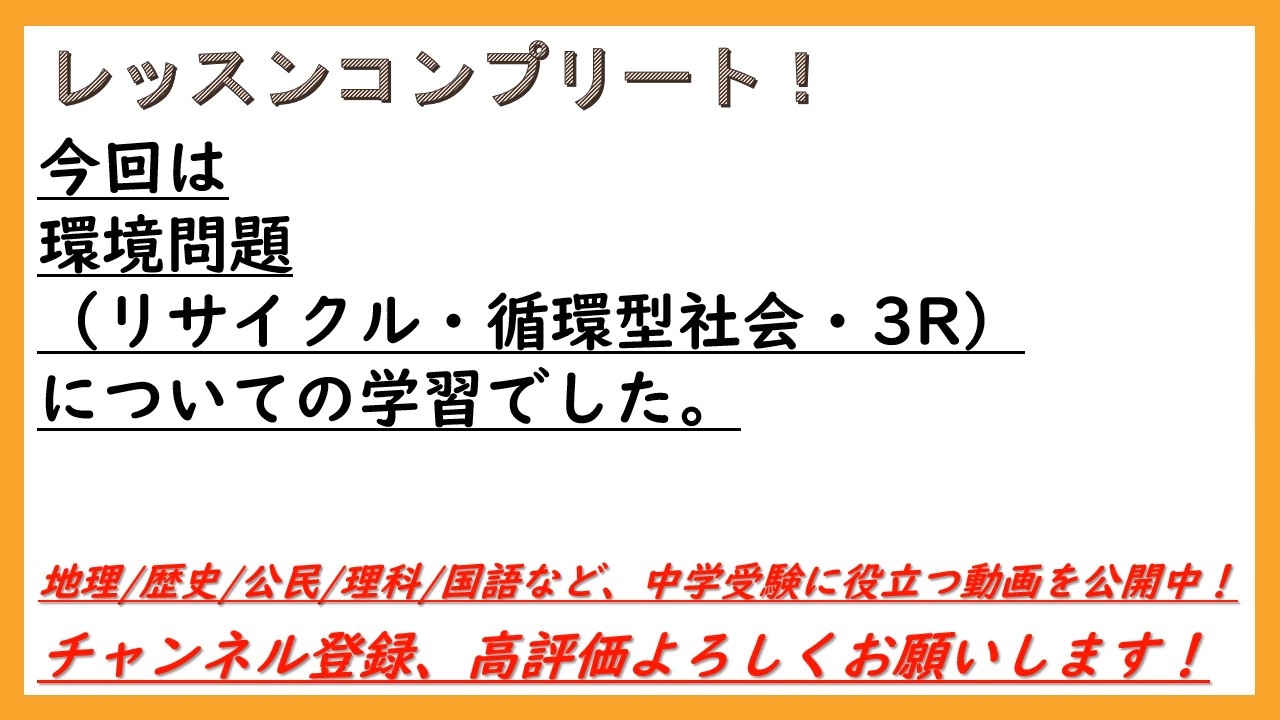 レッスンコンプリート！
今回は
環境問題
（リサイクル・循環型社会・3R）
についての学習でした。
地理/歴史/公民/理科/国語など、中学受験に役立つ動画を公開中！
チャンネル登録、高評価よろしくお願いします！